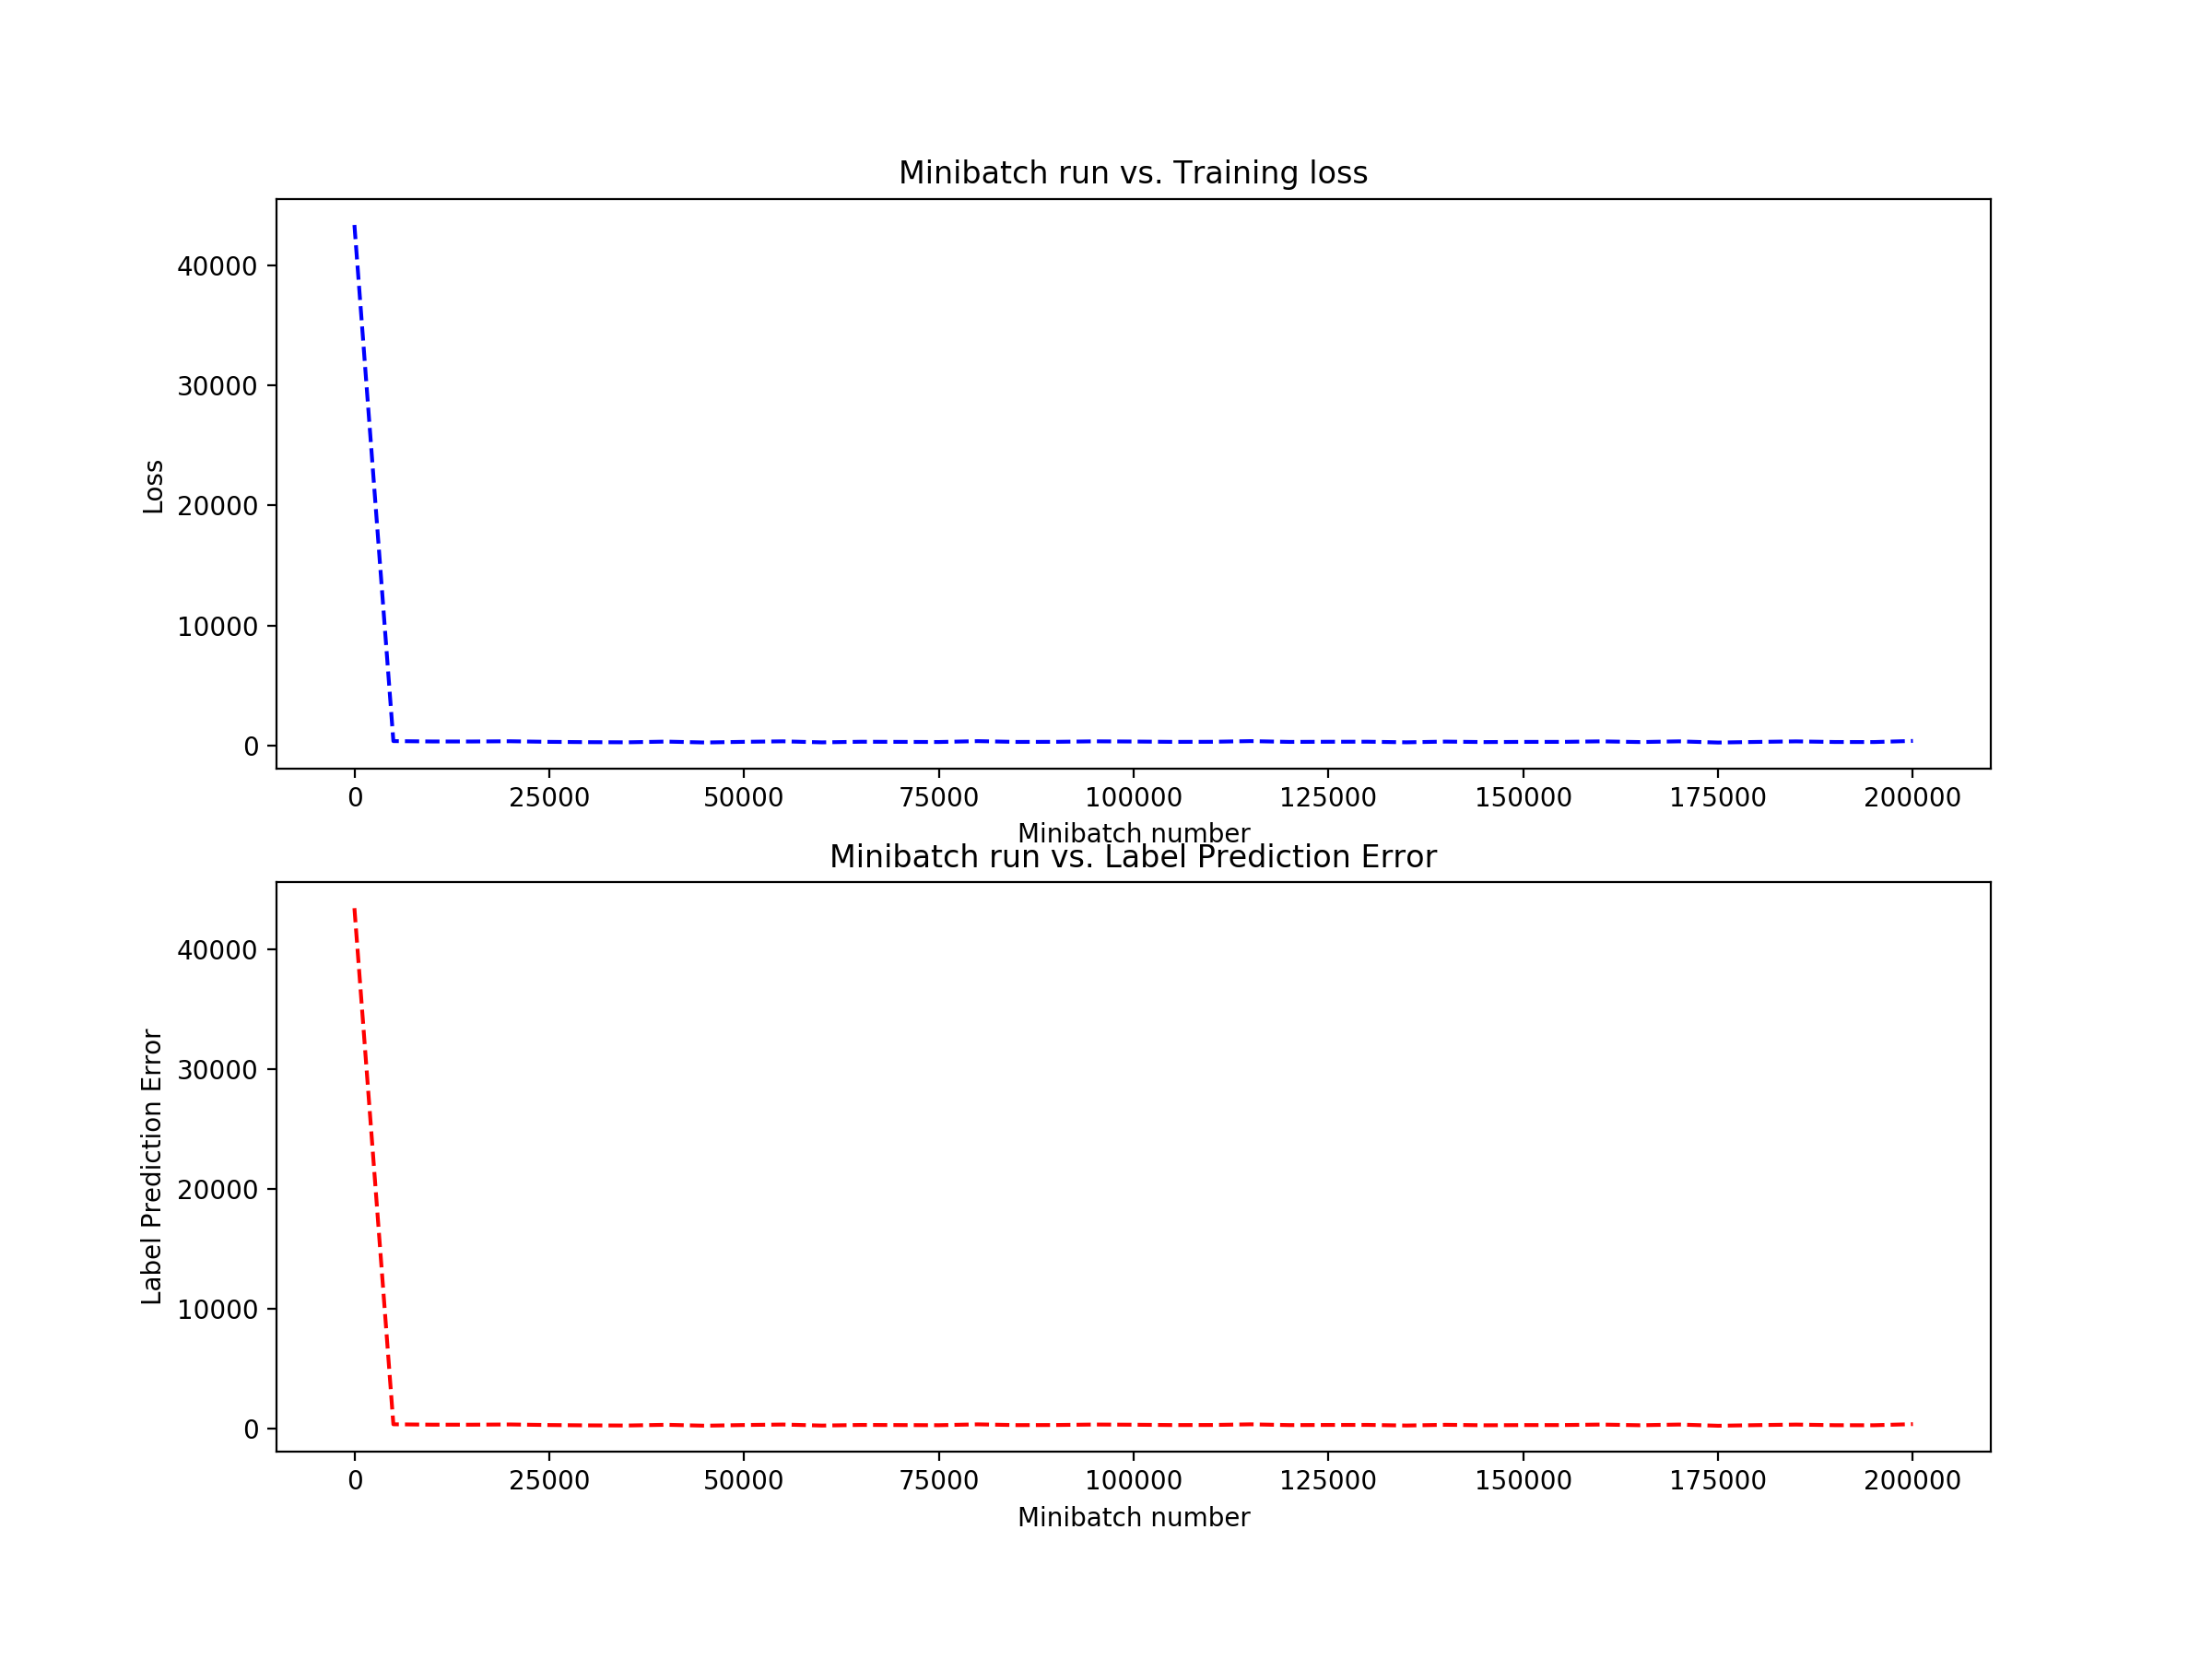 Minibatch run vs. Training loss
40000
30000
20000
10000
0
Loss
0 25000 50000 75000 100000 125000 150000 175000 200000
Minibatch number
Minibatch run vs. Label Prediction Error
40000
30000
20000
10000
0
Label Prediction Error
0 25000 50000 75000 100000 125000 150000 175000 200000
Minibatch number